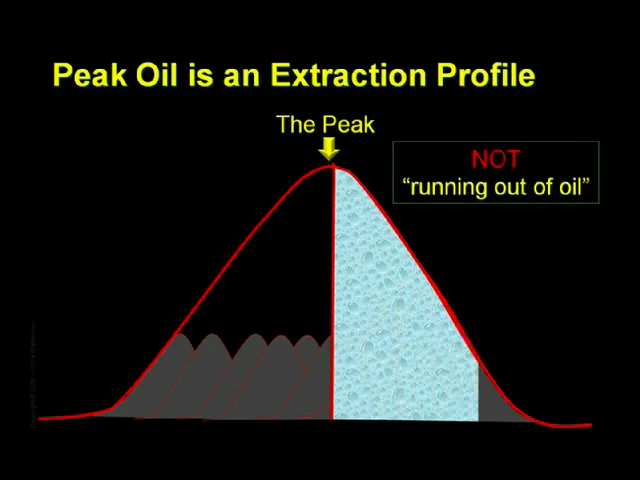 Peak Oil is an Extraction Profile
The Peak
NOT
“running out of oil”